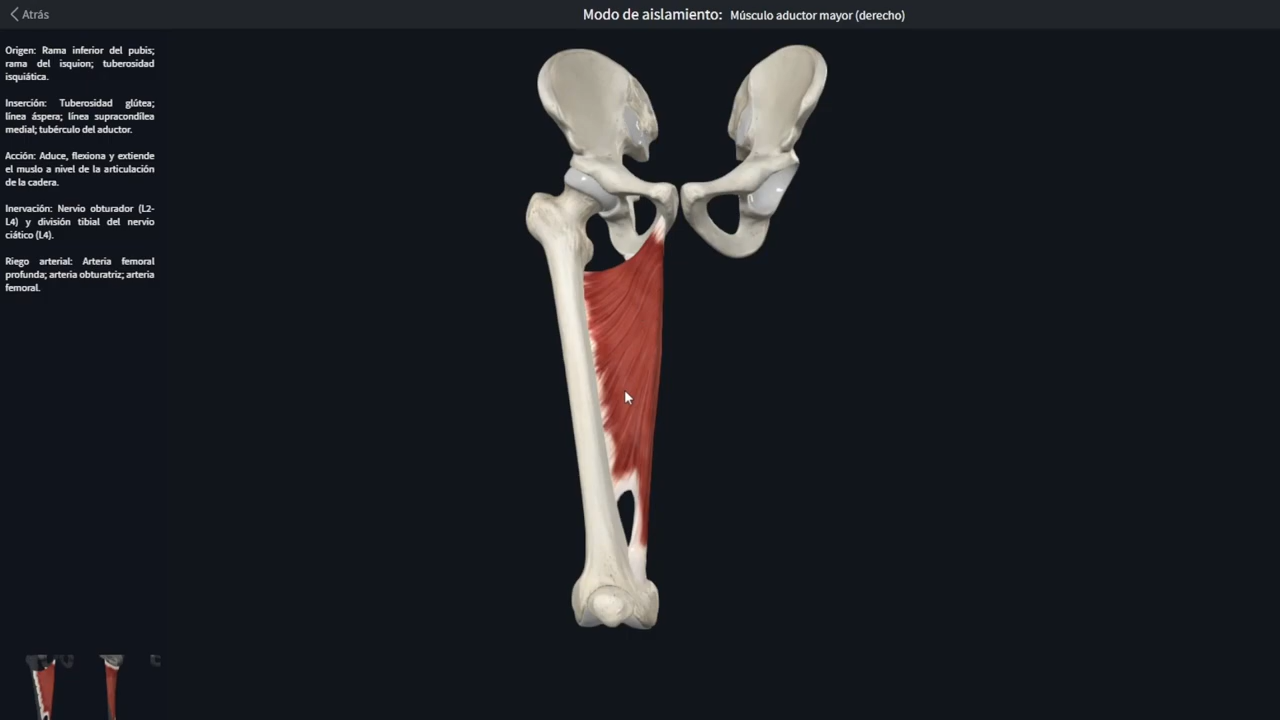 Atrás
Modo de aislamiento: Músculo aductor mayor (derecho)
Origen: Rama inferior del pubis;
rama del isquion; tuberosidad
isquiática.
Inserción: Tuberosidad glútea;
línea áspera; línea supracondílea
medial; tubérculo del aductor.
Acción: Aduce, flexiona y extiende
el muslo a nivel de la articulación
de la cadera.
Inervación: Nervio obturador (L2-
L4) y división tibial del nervio
ciático (L4).
Riego arterial: Arteria femoral
profunda; arteria obturatriz; arteria
femoral.